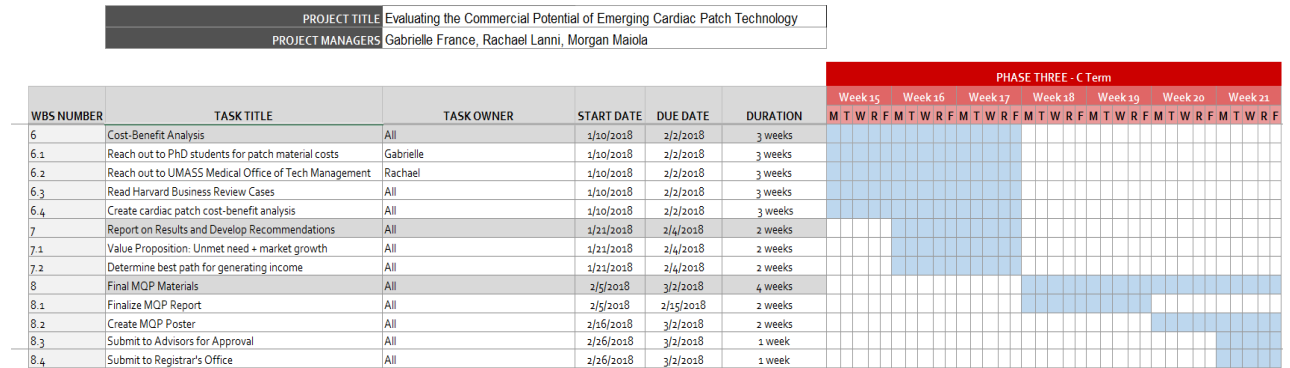 PROJECT TITLE Evaluating the Commercial Potential of Emerging Cardiac Patch Technology
PROJECT MANAGERS Gabrielle France, Rachael Lanni, Morgan Maiola
PHASE THREE - C Term
Week 15 Week 16 Week 17 Week 18 Week 19 Week 20 Week 21
WBS NUMBER TASK TITLE TASK OWNER START DATE DUE DATE DURATION M T W R F M T W R F M T W R F M T W R F M T W R F M T W R F M T W R F
6 Cost-Benefit Analysis All 1/10/2018 2/2/2018 3 weeks
6.1 Reach out to PhD students for patch material costs Gabrielle 1/10/2018 2/2/2018 3 weeks
6.2 Reach out to UMASS Medical Office of Tech Management Rachael 1/10/2018 2/2/2018 3 weeks
6.3 Read Harvard Business Review Cases All 1/10/2018 2/2/2018 3 weeks
6.4 Create cardiac patch cost-benefit analysis All 1/10/2018 2/2/2018 3 weeks
7 Report on Results and Develop Recommendations All 1/21/2018 2/4/2018 2 weeks
7.1 Value Proposition: Unmet need + market growth All 1/21/2018 2/4/2018 2 weeks
7.2 Determine best path for generating income All 1/21/2018 2/4/2018 2 weeks
8 Final MQP Materials All 2/5/2018 3/2/2018 4 weeks
8.1 Finalize MQP Report All 2/5/2018 2/15/2018 2 weeks
8.2 Create MQP Poster All 2/16/2018 3/2/2018 2 weeks
8.3 Submit to Advisors for Approval All 2/26/2018 3/2/2018 1 week
8.4 Submit to Registrar's Office All 2/26/2018 3/2/2018 1 week